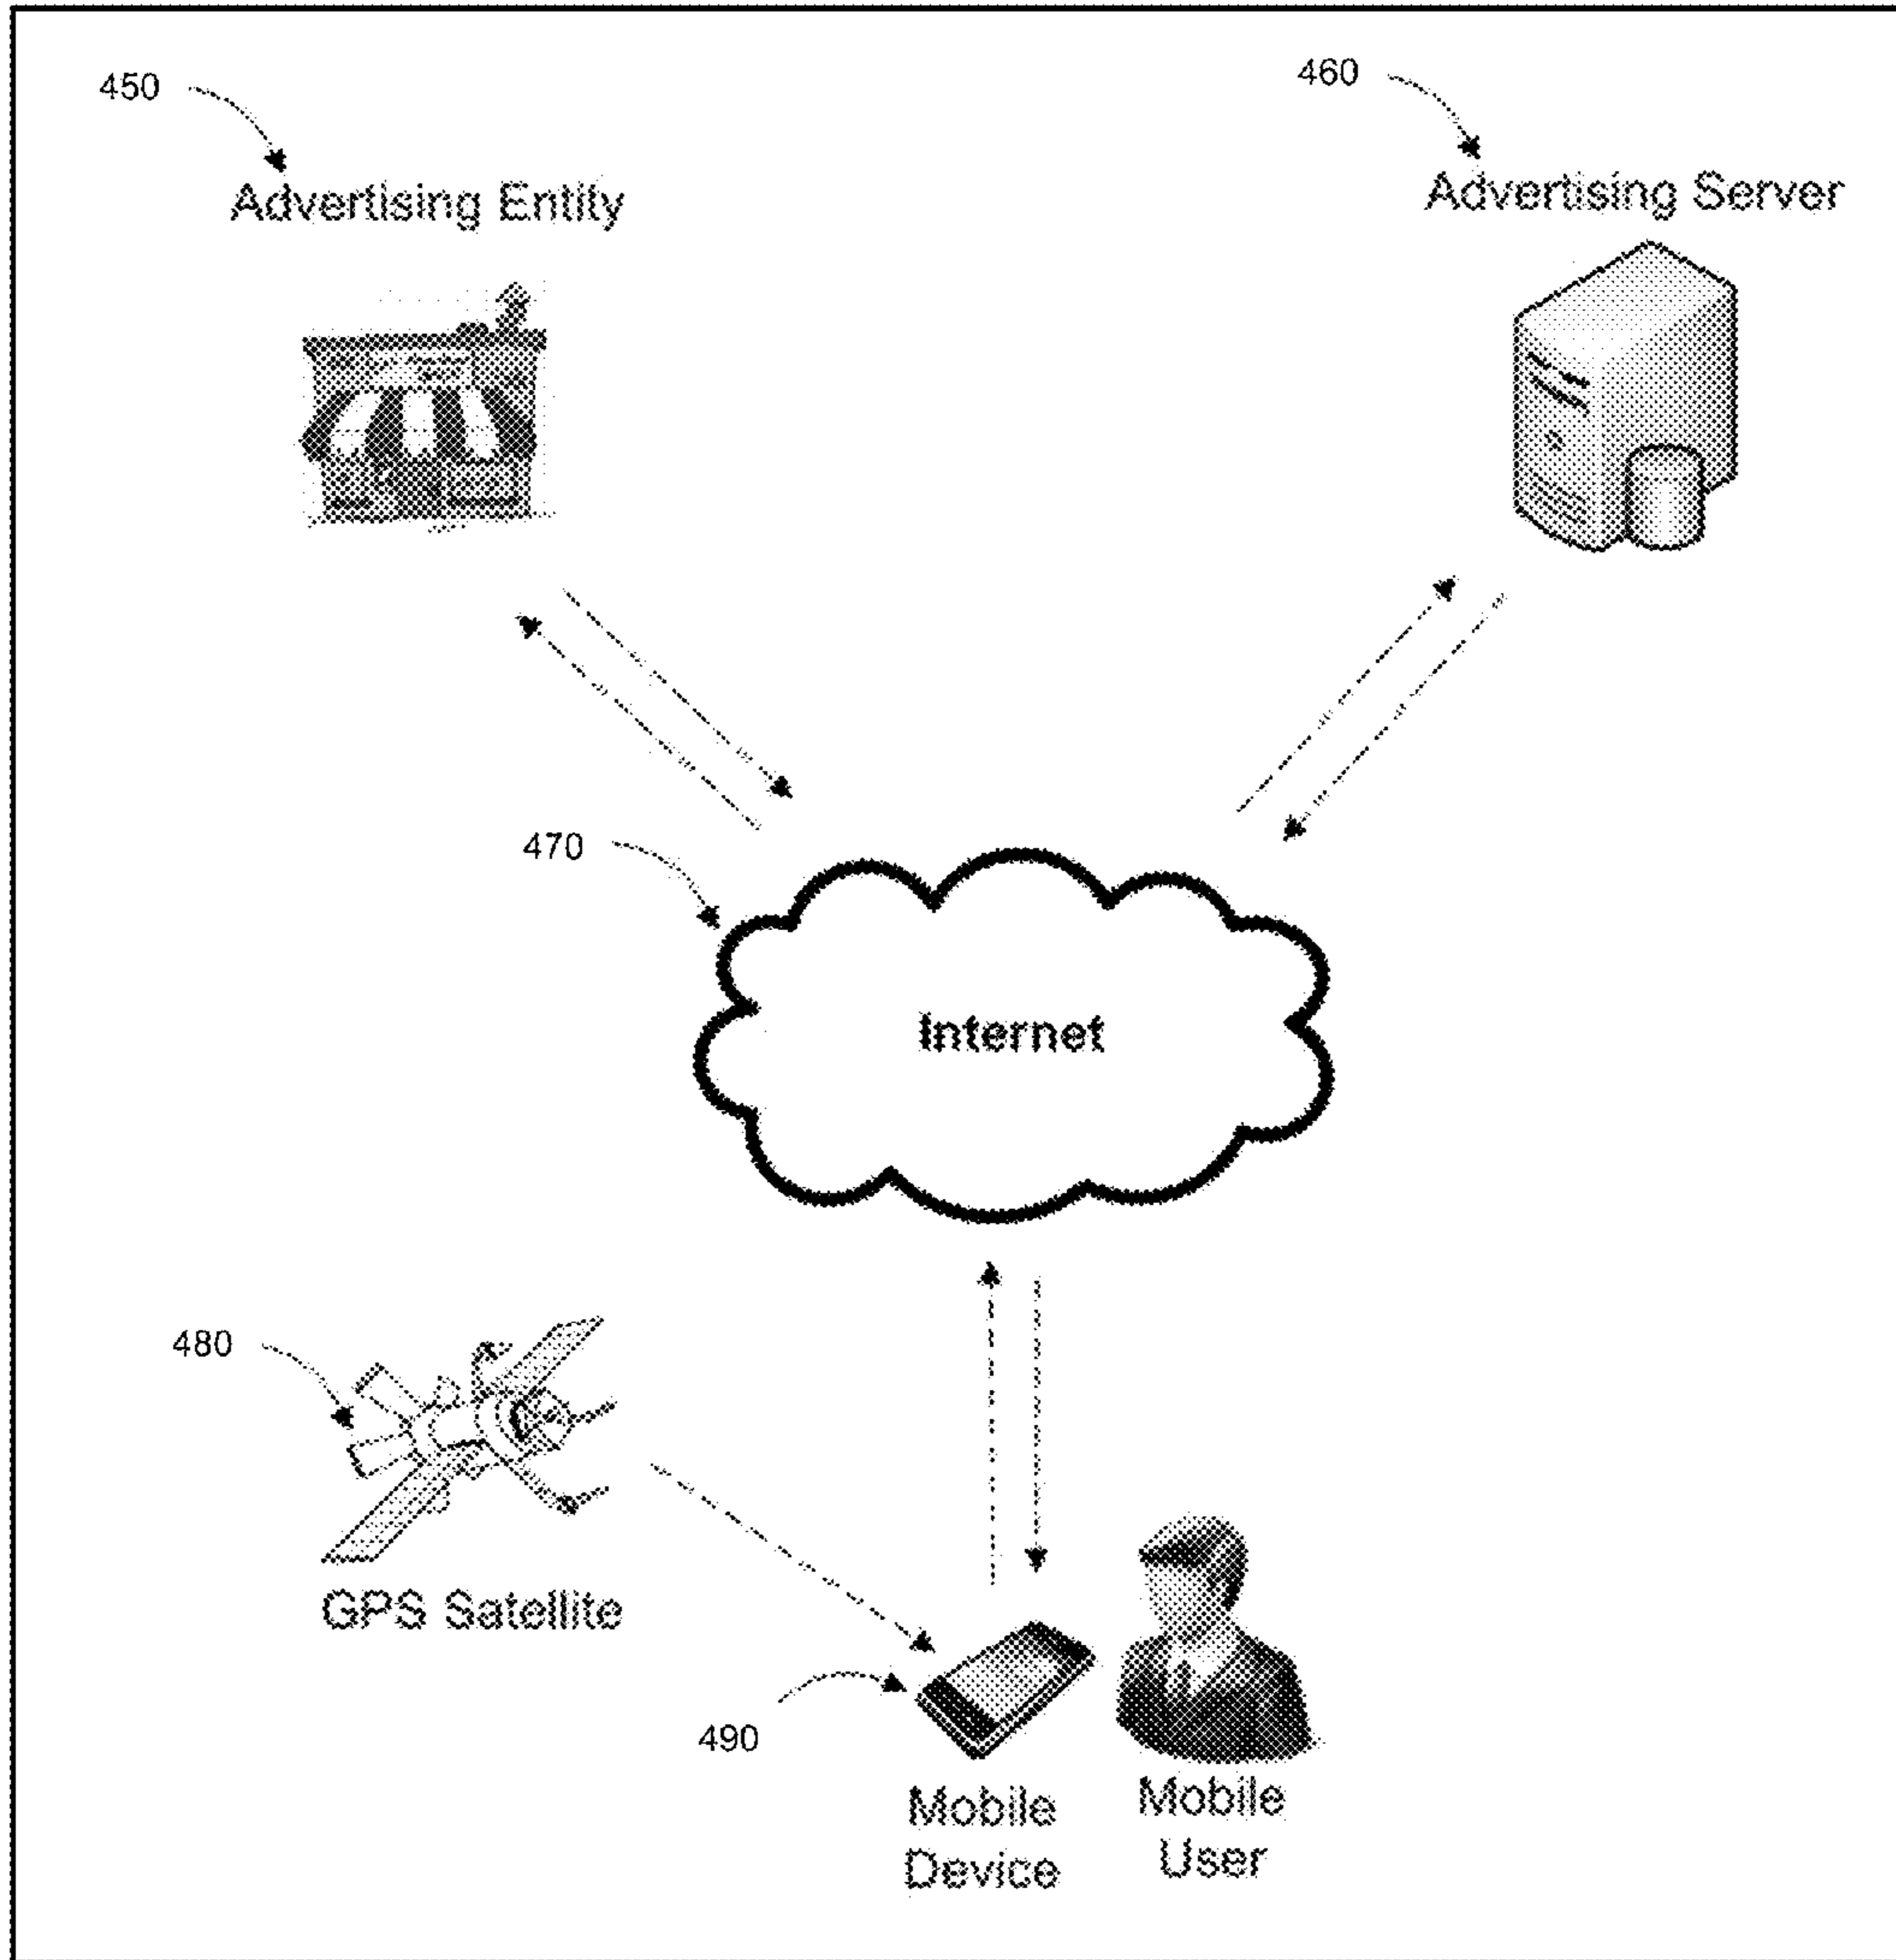 450
460
Advertising Entity
Advertising Server
470
Internet
480
GPS Satellite
490
Mobile
Device
Mobile
User